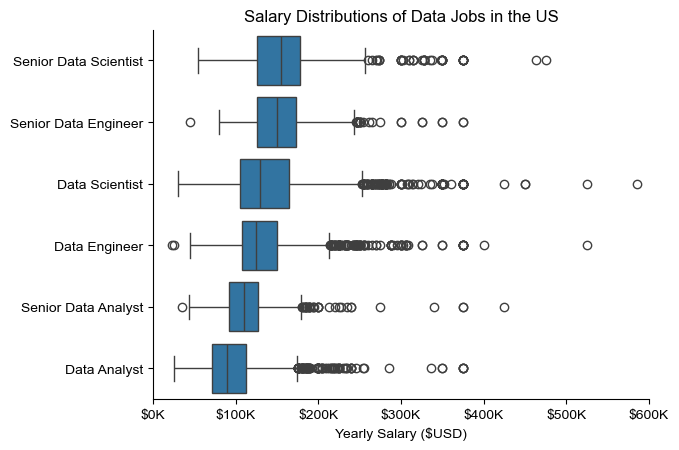 Salary Distributions of Data Jobs in the US
Senior Data Scientist
Senior Data Engineer
Data Scientist
Data Engineer
Senior Data Analyst
Data Analyst
$0K $100K $200K $300K $400K $500K $600K
Yearly Salary ($USD)